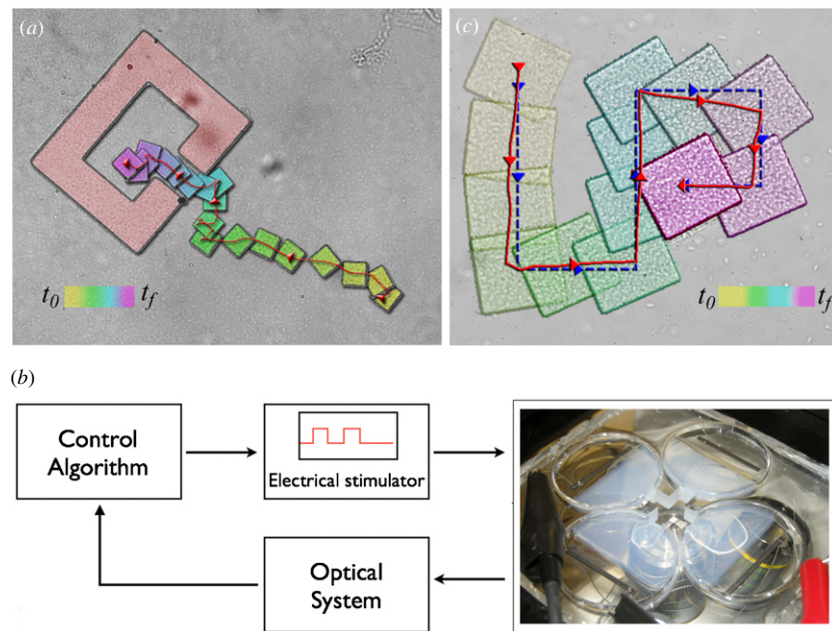 (a)
(c)
t0 tf
t0 tf
(b)
Control
Algorithm
Electrical stimulator
Optical
System